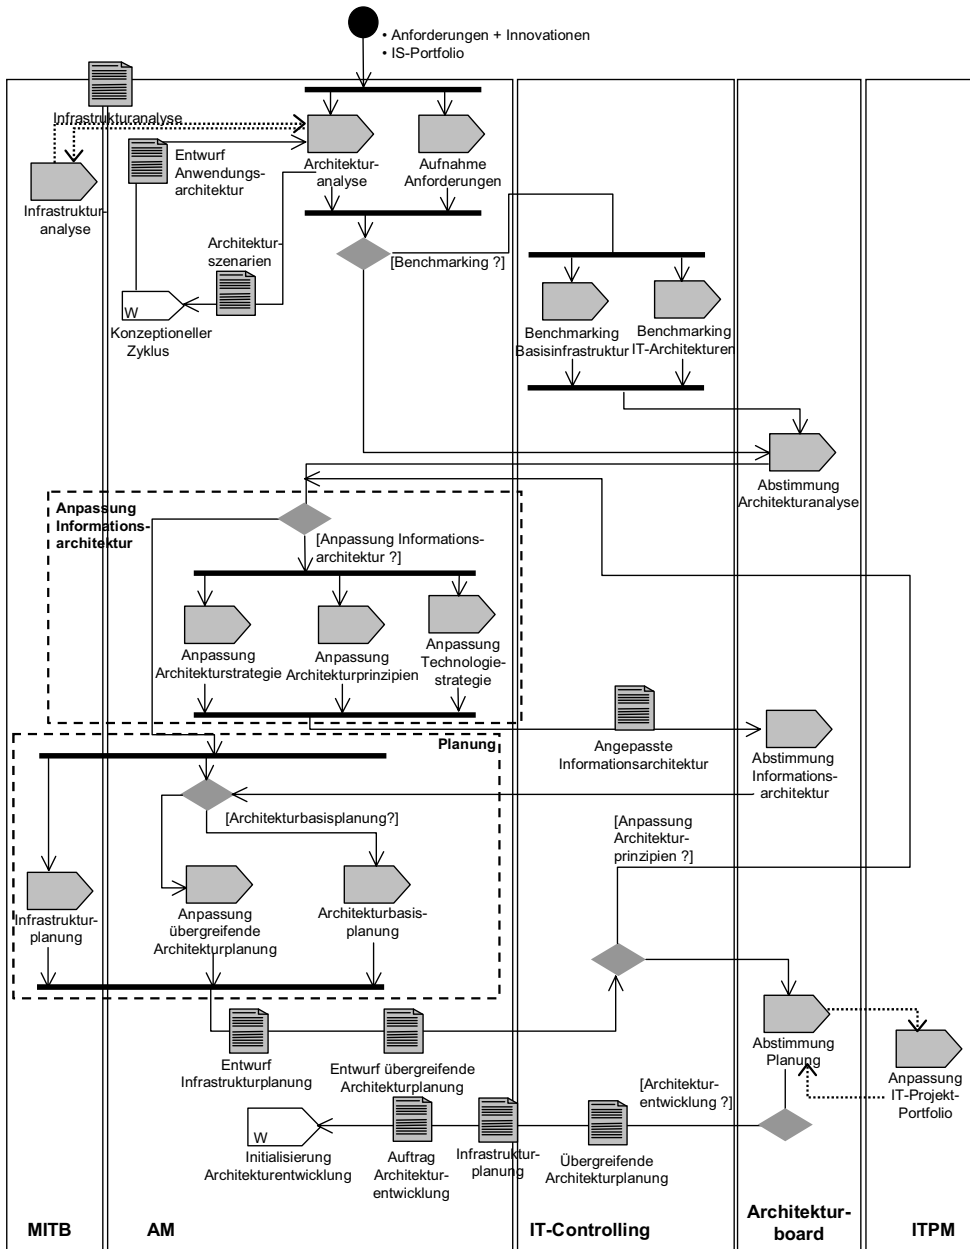 • Anforderungen + Innovationen
• IS-Portfolio
Infrastrukturanalyse
Entwurf
Anwendungs-
architektur
Architektur-
analyse
Aufnahme
Anforderungen
Infrastruktur-
analyse
Architektur-
szenarien
[Benchmarking ?]
W
Konzeptioneller
Zyklus
Benchmarking
Basisinfrastruktur
Benchmarking
IT-Architekturen
Abstimmung
Architekturanalyse
Anpassung
Informations-
architektur
[Anpassung Informations-
architektur ?]
Anpassung
Architekturstrategie
Anpassung
Architekturprinzipien
Anpassung
Technologie-
strategie
Angepasste
Informationsarchitektur
Abstimmung
Informations-
architektur
Planung
[Architekturbasisplanung?]
[Anpassung
Architektur-
prinzipien ?]
Infrastruktur-
planung
Anpassung
übergreifende
Architekturplanung
Architekturbasis-
planung
Entwurf
Infrastrukturplanung
Entwurf übergreifende
Architekturplanung
Abstimmung
Planung
Anpassung
IT-Projekt-
Portfolio
[Architektur-
entwicklung ?]
W
Initialisierung
Architekturentwicklung
Auftrag
Architektur-
entwicklung
Infrastruktur-
planung
Übergreifende
Architekturplanung
MITB
AM
IT-Controlling
Architektur-
board
ITPM